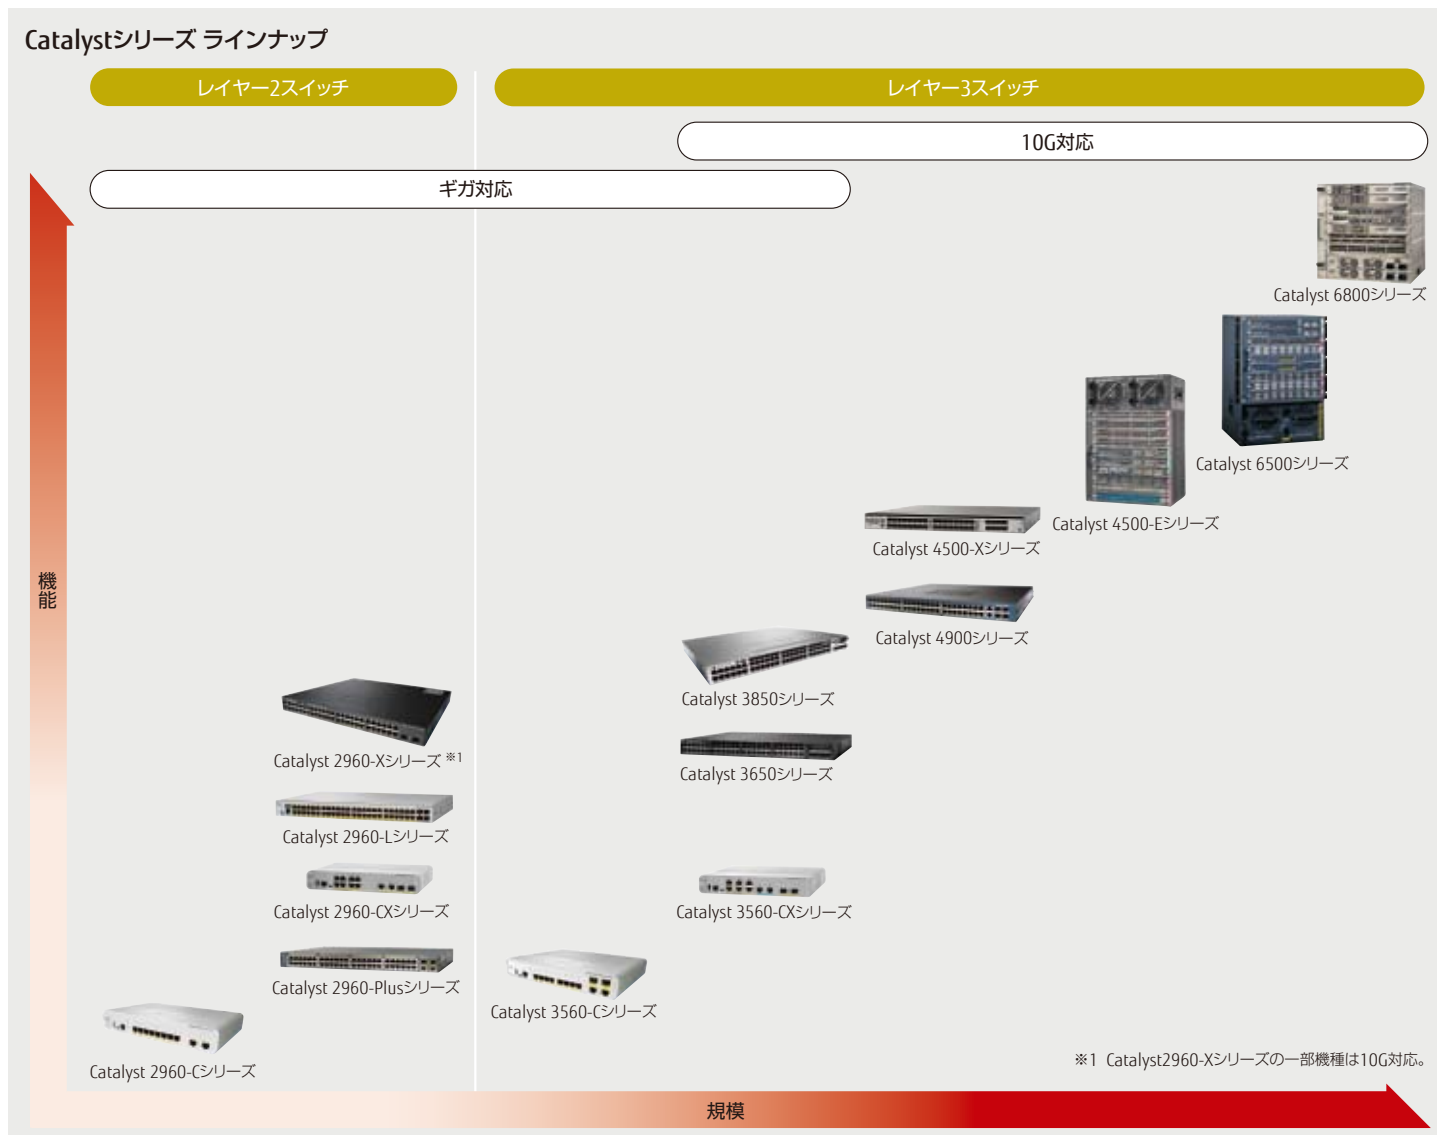 Catalystシリーズ ラインナップ
レイヤー2スイッチ
レイヤー3スイッチ
10G対応
ギガ対応
Catalyst 6800シリーズ
Catalyst 6500シリーズ
Catalyst 4500-Eシリーズ
Catalyst 4500-Xシリーズ
機能
Catalyst 4900シリーズ
Catalyst 3850シリーズ
Catalyst 2960-Xシリーズ ※1
Catalyst 3650シリーズ
Catalyst 2960-Lシリーズ
Catalyst 2960-CXシリーズ
Catalyst 3560-CXシリーズ
Catalyst 2960-Plusシリーズ
Catalyst 3560-Cシリーズ
Catalyst 2960-Cシリーズ
※1 Catalyst2960-Xシリーズの一部機種は10G対応。
規模